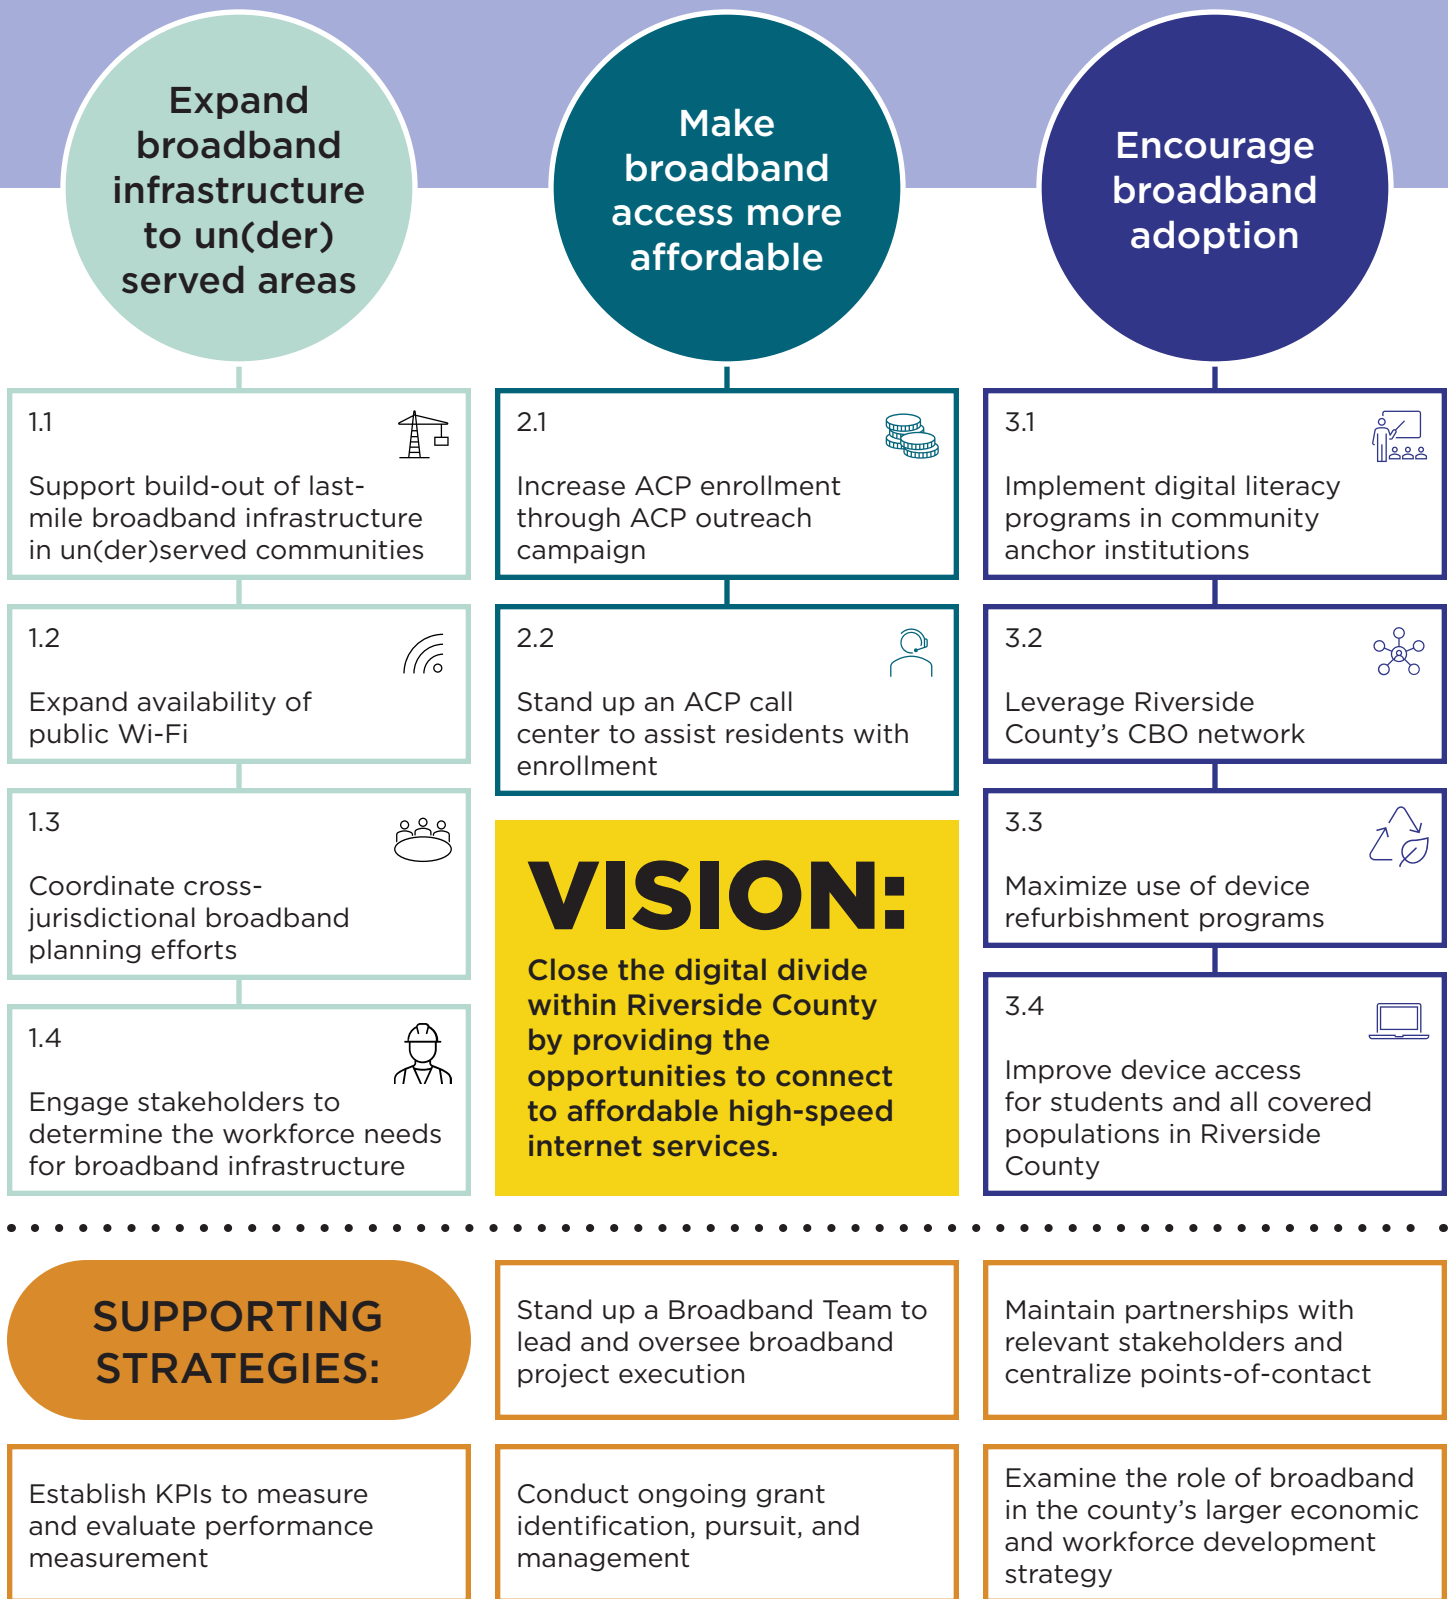 Expand
broadband
infrastructure
to un(der)
served areas
Make
broadband
access more
affordable
Encourage
broadband
adoption
1.1
Support build-out of last-
mile broadband infrastructure
in un(der)served communities
1.2
Expand availability of
public Wi-Fi
1.3
Coordinate cross-
jurisdictional broadband
planning efforts
1.4
Engage stakeholders to
determine the workforce needs
for broadband infrastructure
2.1
Increase ACP enrollment
through ACP outreach
campaign
2.2
Stand up an ACP call
center to assist residents with
enrollment
VISION:
Close the digital divide
within Riverside County
by providing the
opportunities to connect
to affordable high-speed
internet services.
3.1
Implement digital literacy
programs in community
anchor institutions
3.2
Leverage Riverside
County’s CBO network
3.3
Maximize use of device
refurbishment programs
3.4
Improve device access
for students and all covered
populations in Riverside
County
SUPPORTING
STRATEGIES:
Stand up a Broadband Team to
lead and oversee broadband
project execution
Maintain partnerships with
relevant stakeholders and
centralize points-of-contact
Establish KPIs to measure
and evaluate performance
measurement
Conduct ongoing grant
identification, pursuit, and
management
Examine the role of broadband
in the county’s larger economic
and workforce development
strategy